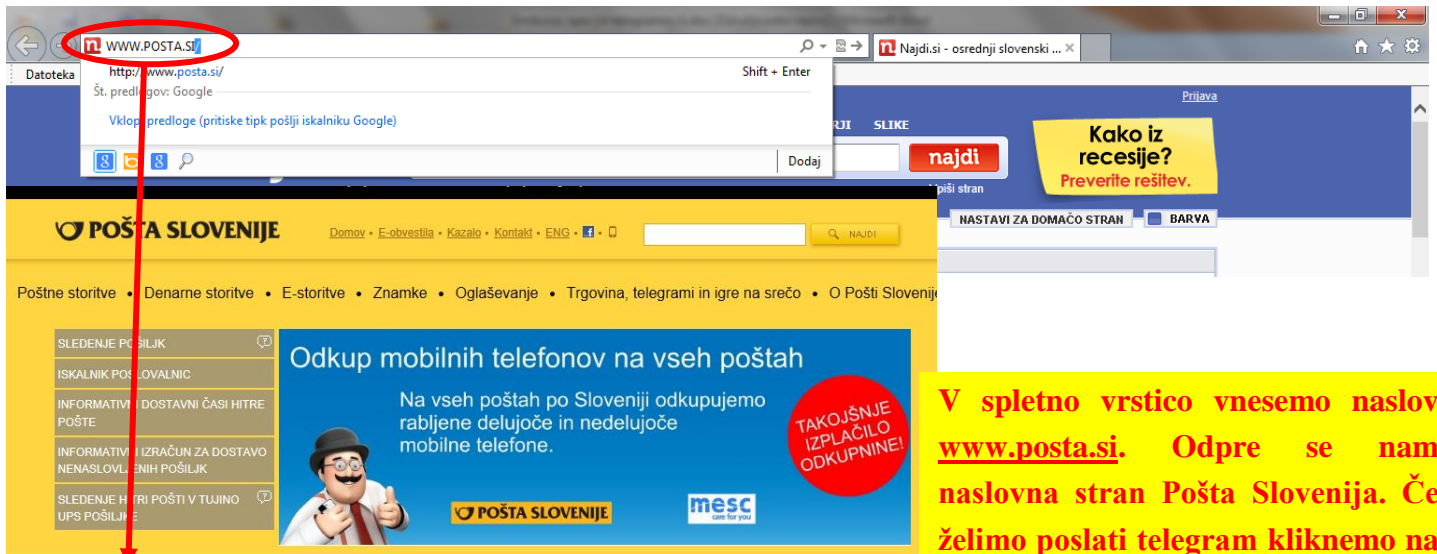 WWW.POSTA.SI/
Najdi.si - osrednji slovenski ...
Datoteka
http://www.posta.si/
Shift + Enter
Št. predlogov: Google
Vklopi predloge (pritiske tipk pošlji iskalniku Google)
Dodaj
Prijava
SLIKE
najdi
stran
Kako iz
recesije?
Preverite rešitev.
NASTAVI ZA DOMAČO STRAN
BARVA
POŠTA SLOVENIJE
Domov • E-obvestila • Kazalo • Kontakt • ENG •
NAJDI
Poštne storitve • Denarne storitve • E-storitve • Znamke • Oglaševanje • Trgovina, telegrami in igre na srečo • O Pošti Slovenije
SLEDENJE POŠILJK
ISKALNIK POSLOVALNIC
INFORMATIVNI DOSTAVNI ČASI HITRE
POŠTE
INFORMATIVNI IZRAČUN ZA DOSTAVO
NENASLOVLJENIH POŠILJK
SLEDENJE HITRI POŠTI V TUJINO
UPS POŠILJKE
Odkup mobilnih telefonov na vseh poštah
Na vseh poštah po Sloveniji odkupujemo
rabljene delujoče in nedelujoče
mobilne telefone.
TAKOJŠNJE
IZPLAČILO
ODKUPNINE!
POŠTA SLOVENIJE
mesc
care for you
V spletno vrstico vnesemo naslov
www.posta.si. Odpre se nam
naslovna stran Pošta Slovenija. Če
želimo poslati telegram kliknemo na